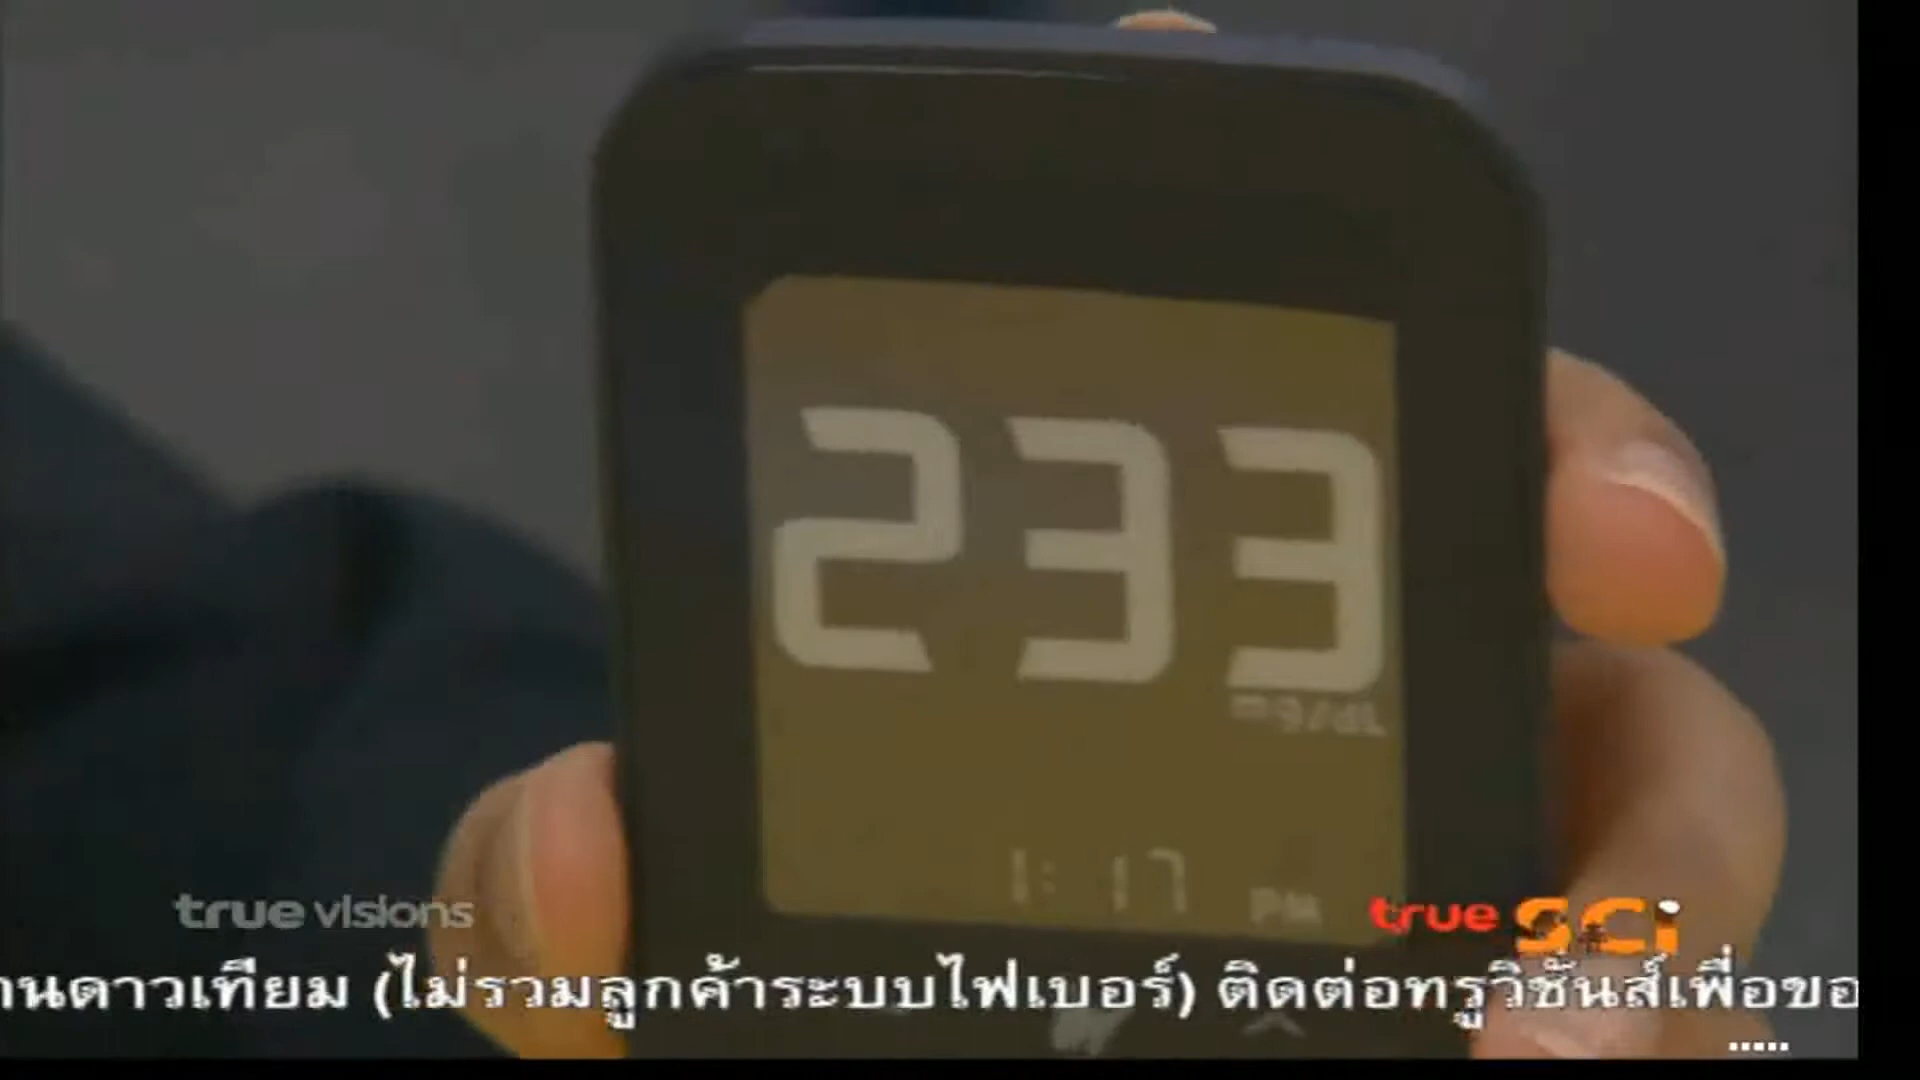 233
mg/dL
1:17 PM
true visions
true SCi
านดาวเทียม (ไม่รวมลูกค้าระบบไฟเบอร์) ติดต่อทรูวิชั่นส์เพื่อขอ
.....